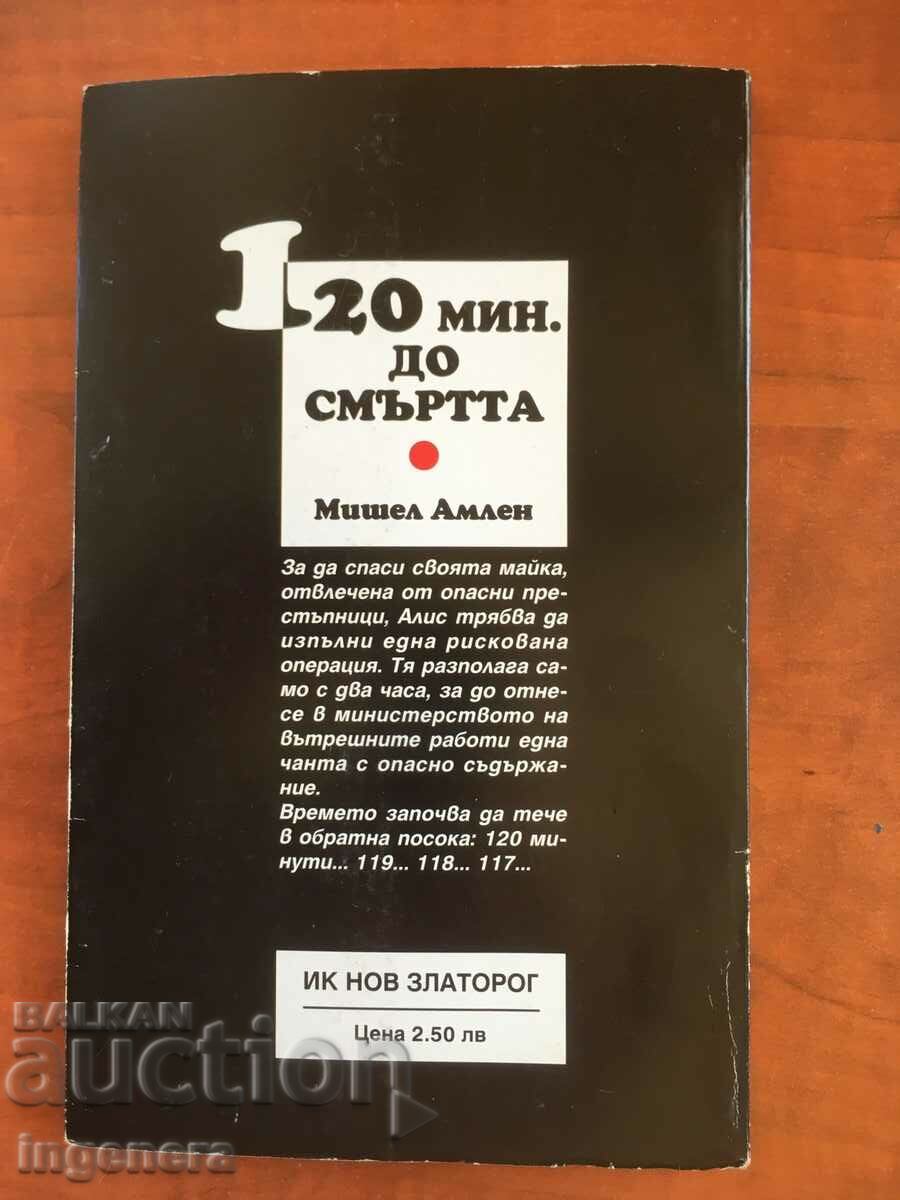 120 МИН.
ДО
СМЪРТТА
Мишел Амлен
За да спаси своята майка,
отвлечена от опасни пре-
стъпници, Алис трябва да
изпълни една рискована
операция. Тя разполага са-
мо с два часа, за до отне-
се в министерството на
вътрешните работи една
чанта с опасно съдържа-
ние.
Времето започва да тече
в обратна посока: 120 ми-
нути... 119... 118... 117...
ИК НОВ ЗЛАТОРОГ
Цена 2.50 лв
BALKAN
auction
ingenera